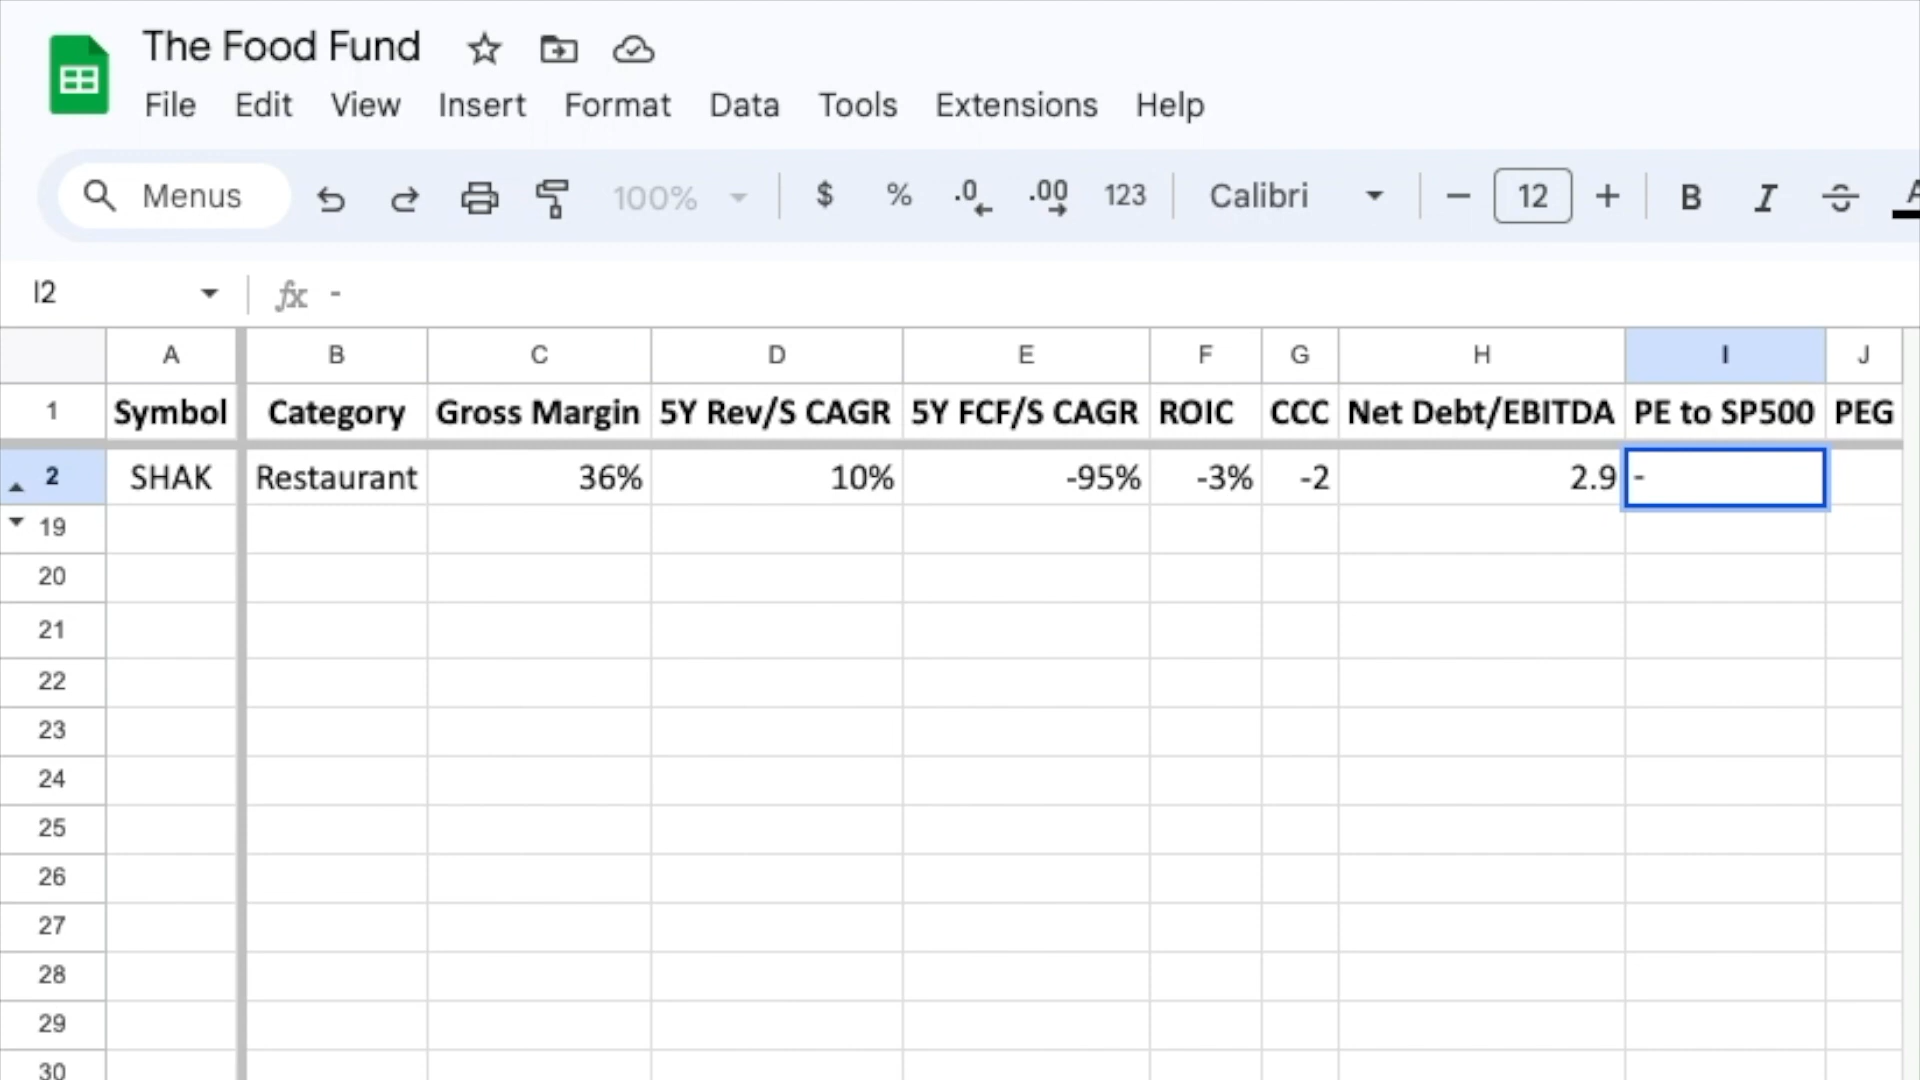 The Food Fund
File Edit View Insert Format Data Tools Extensions Help
Menus 100% $ % .0 .00 123 Calibri − 12 + B I S A
I2 fx -
A B C D E F G H I J
1 Symbol Category Gross Margin 5Y Rev/S CAGR 5Y FCF/S CAGR ROIC CCC Net Debt/EBITDA PE to SP500 PEG
2 SHAK Restaurant 36% 10% -95% -3% -2 2.9 -
19
20
21
22
23
24
25
26
27
28
29
30